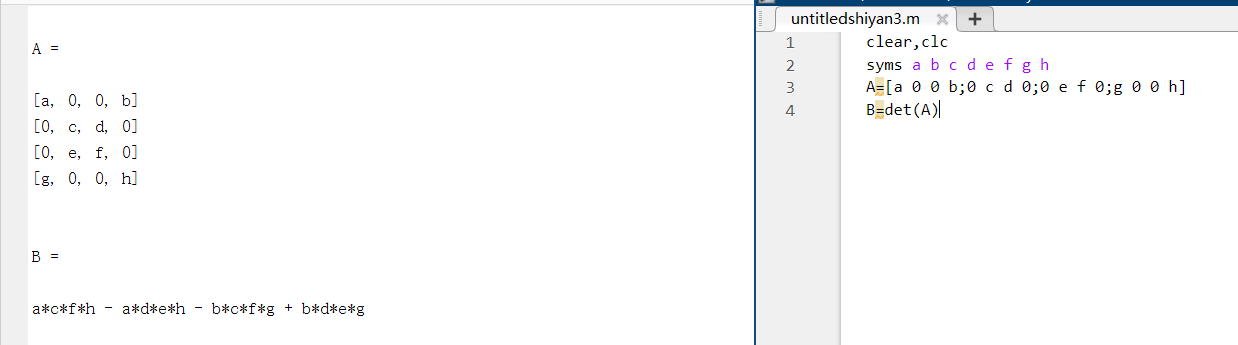 A =
[a, 0, 0, b]
[0, c, d, 0]
[0, e, f, 0]
[g, 0, 0, h]
B =
a*c*f*h - a*d*e*h - b*c*f*g + b*d*e*g
untitledshiyan3.m × +
1 clear,clc
2 syms a b c d e f g h
3 A=[a 0 0 b;0 c d 0;0 e f 0;g 0 0 h]
4 B=det(A)